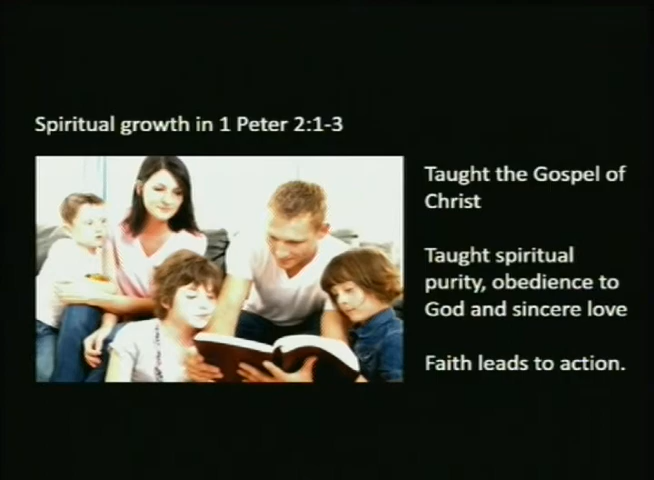 Spiritual growth in 1 Peter 2:1-3
Taught the Gospel of
Christ
Taught spiritual
purity, obedience to
God and sincere love
Faith leads to action.